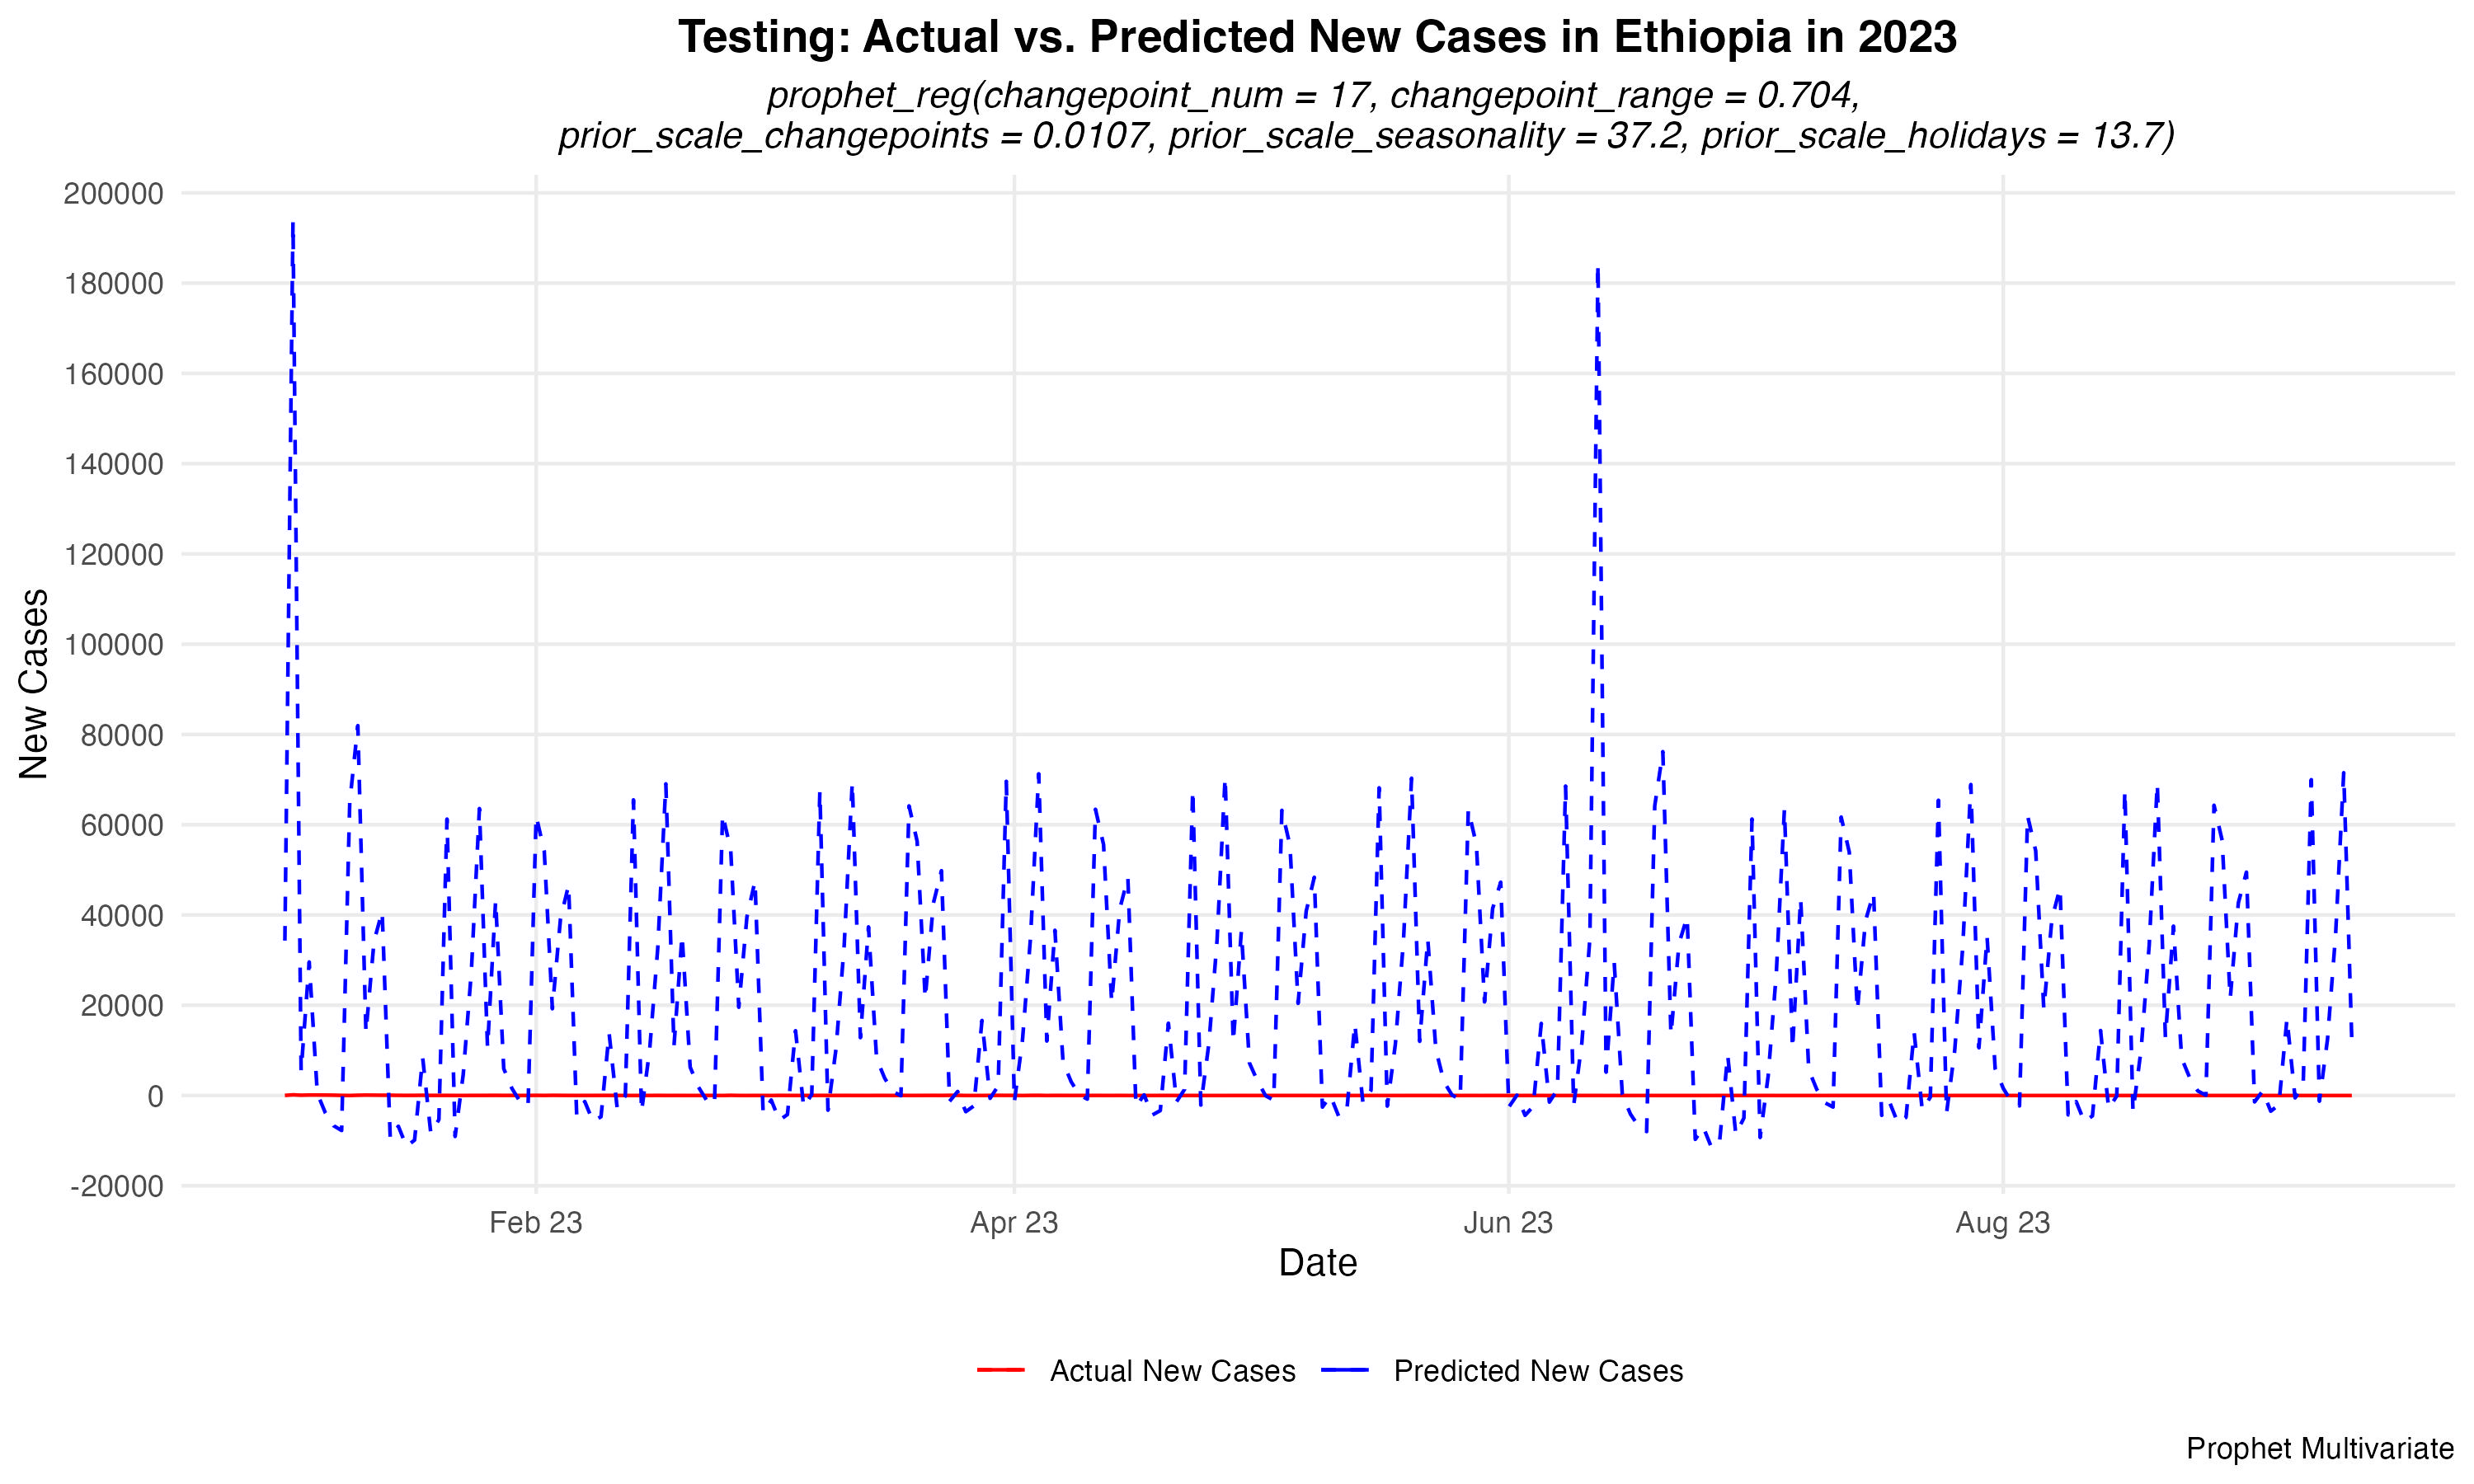 Testing: Actual vs. Predicted New Cases in Ethiopia in 2023
prophet_reg(changepoint_num = 17, changepoint_range = 0.704,
prior_scale_changepoints = 0.0107, prior_scale_seasonality = 37.2, prior_scale_holidays = 13.7)
New Cases
200000
180000
160000
140000
120000
100000
80000
60000
40000
20000
0
-20000
Feb 23 Apr 23 Jun 23 Aug 23
Date
Actual New Cases Predicted New Cases
Prophet Multivariate